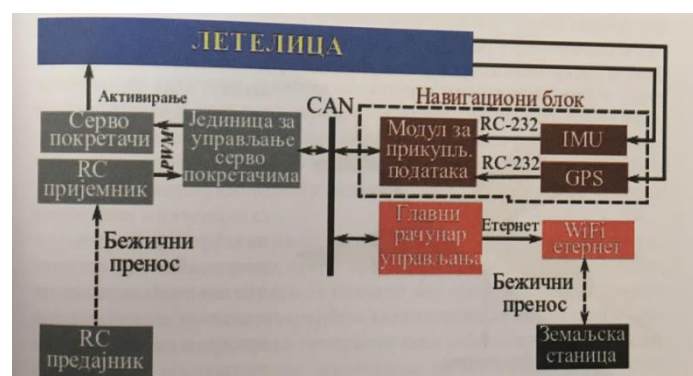 ЛЕТЕЛИЦА
Активирање
Серво
покретачи
PWM
RC
пријемник
Бежични
пренос
RC
предајник
Јединица за
управљање
серво
покретачима
CAN
Навигациони блок
Модул за
прикупљ.
података
RC-232
IMU
RC-232
GPS
Главни
рачунар
управљања
Етернет
WiFi
етернет
Бежични
пренос
Земаљска
станица